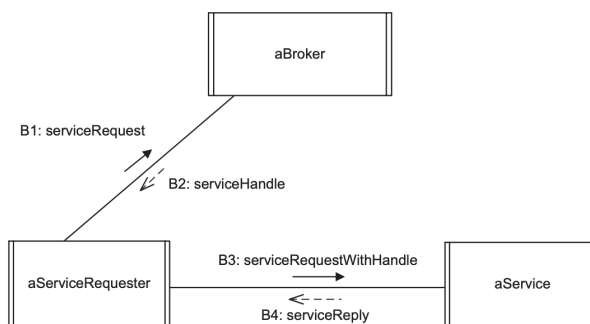 aBroker
B1: serviceRequest
B2: serviceHandle
B3: serviceRequestWithHandle
aServiceRequester
aService
B4: serviceReply